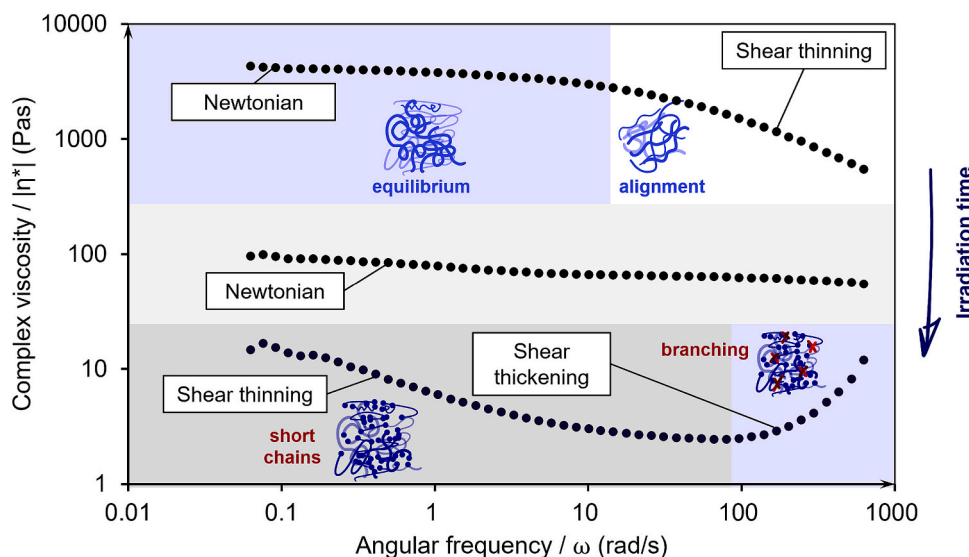 10000
1000
100
10
1
Complex viscosity / |η*| (Pas)
Newtonian
Shear thinning
equilibrium
alignment
Newtonian
Shear thinning
short
chains
Shear
thickening
branching
0.01
0.1
1
10
100
1000
Angular frequency / ω (rad/s)
Irradiation time